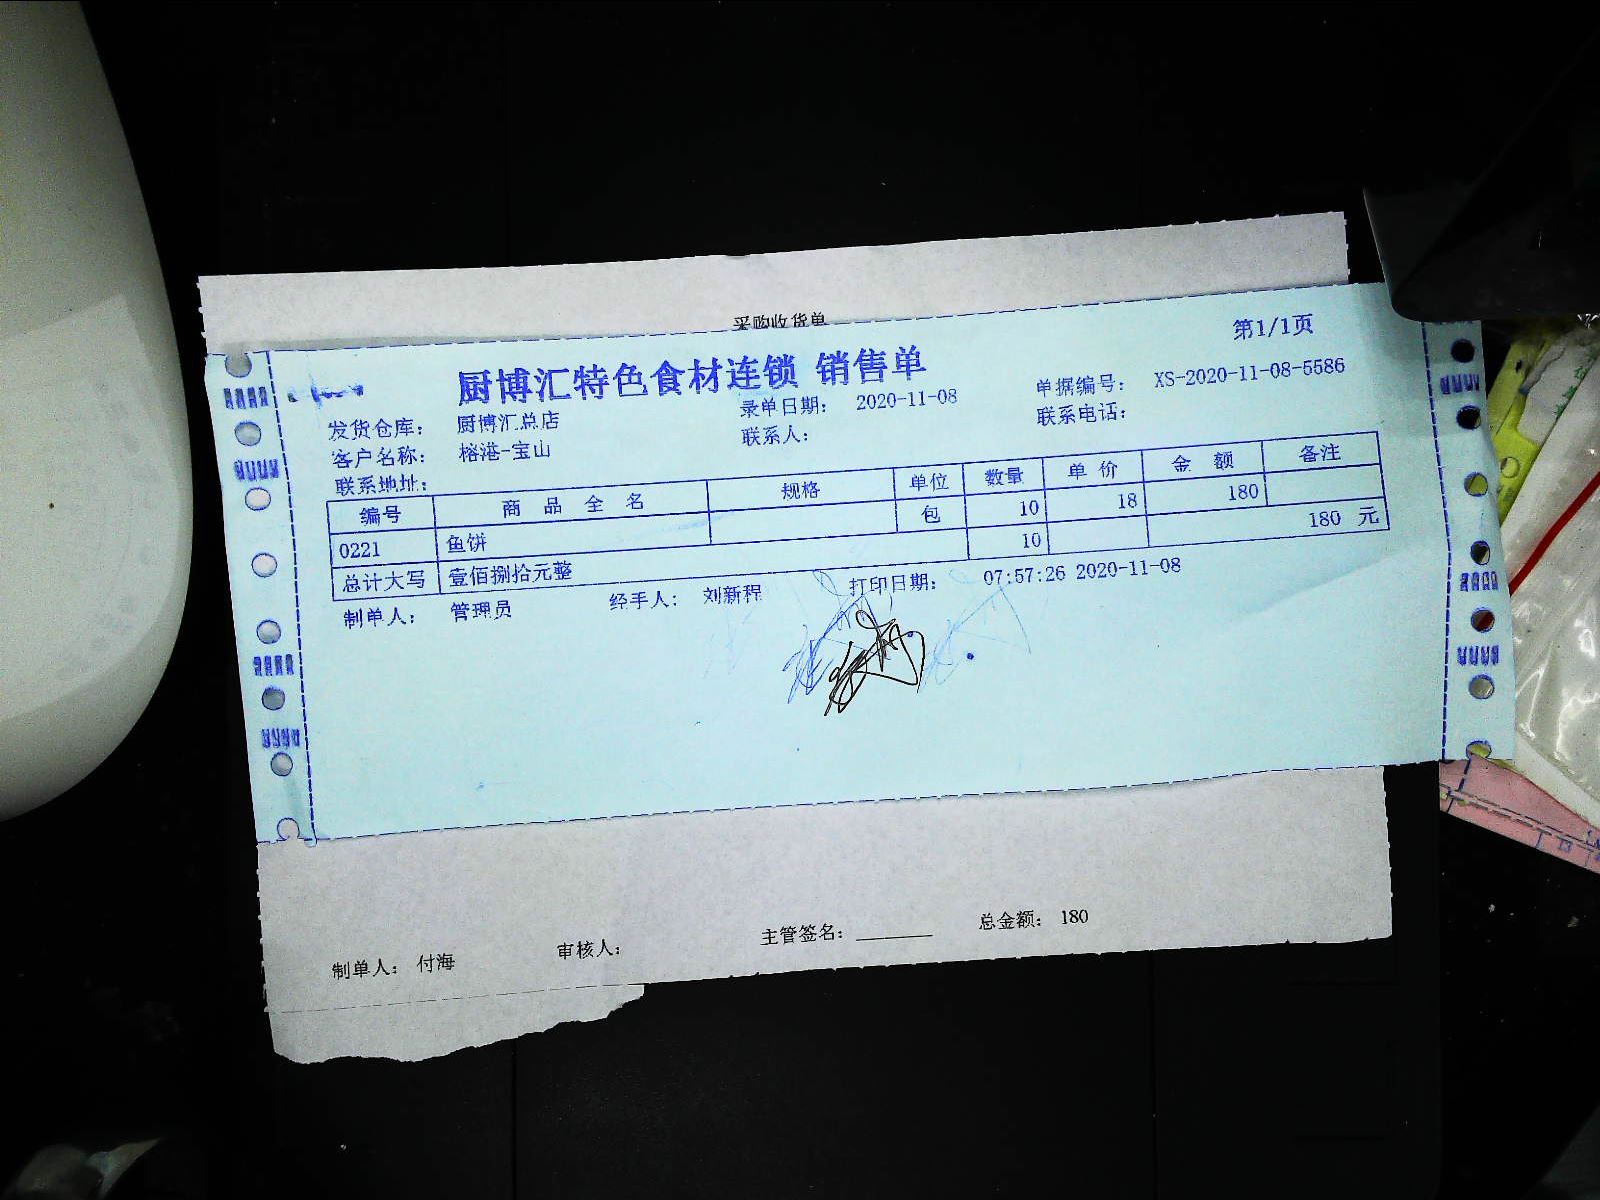 采购收货单
第1/1页
厨博汇特色食材连锁 销售单
发货仓库： 厨博汇总店 录单日期： 2020-11-08 单据编号： XS-2020-11-08-5586
客户名称： 榕港-宝山 联系人： 联系电话：
联系地址：
编号 商品全名 规格 单位 数量 单价 金额 备注
0221 鱼饼 包 10 18 180
总计大写 壹佰捌拾元整 10 180 元
制单人： 管理员 经手人： 刘新程 打印日期： 07:57:26 2020-11-08
制单人： 付海 审核人： 主管签名： 总金额： 180